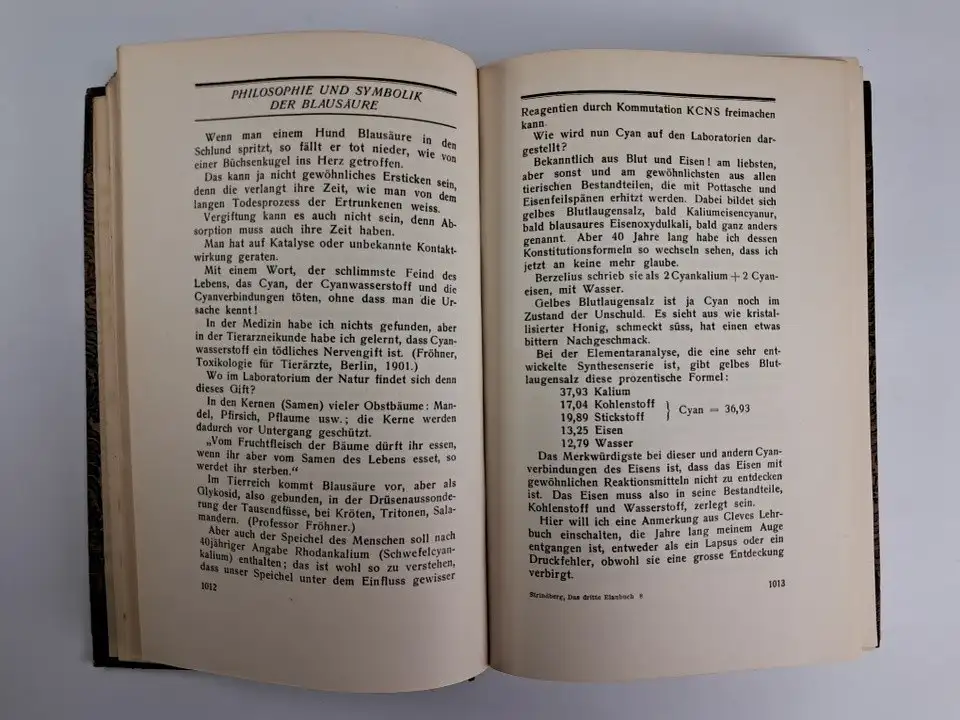 PHILOSOPHIE UND SYMBOLIK
DER BLAUSÄURE
Wenn man einem Hund Blausäure in den
Schlund spritzt, so fällt er tot nieder, wie von
einer Büchsenkugel ins Herz getroffen.
Das kann ja nicht gewöhnliches Ersticken sein,
denn die verlangt ihre Zeit, wie man von dem
langen Todesprozess der Ertrunkenen weiss.
Vergiftung kann es auch nicht sein, denn Ab-
sorption muss auch ihre Zeit haben.
Man hat auf Katalyse oder unbekannte Kontakt-
wirkung geraten.
Mit einem Wort, der schlimmste Feind des
Lebens, das Cyan, der Cyanwasserstoff und die
Cyanverbindungen töten, ohne dass man die Ur-
sache kennt!
In der Medizin habe ich nichts gefunden, aber
in der Tierarzneikunde habe ich gelernt, dass Cyan-
wasserstoff ein tödliches Nervengift ist. (Fröhner,
Toxikologie für Tierärzte, Berlin, 1901.)
Wo im Laboratorium der Natur findet sich denn
dieses Gift?
In den Kernen (Samen) vieler Obstbäume: Man-
del, Pfirsich, Pflaume usw.; die Kerne werden
dadurch vor Untergang geschützt.
„Vom Fruchtfleisch der Bäume dürft ihr essen,
wenn ihr aber vom Samen des Lebens esset, so
werdet ihr sterben.“
Im Tierreich kommt Blausäure vor, aber als
Glykosid, also gebunden, in der Drüsenaussonde-
rung der Tausendfüsse, bei Kröten, Tritonen, Sala-
mandern. (Professor Fröhner.)
Aber auch der Speichel des Menschen soll nach
40jähriger Angabe Rhodankalium (Schwefelcyan-
kalium) enthalten; das ist wohl so zu verstehen,
dass unser Speichel unter dem Einfluss gewisser
1012
Reagentien durch Kommutation KCNS freimachen
kann.
Wie wird nun Cyan auf den Laboratorien dar-
gestellt?
Bekanntlich aus Blut und Eisen! am liebsten,
aber sonst und am gewöhnlichsten aus allen
tierischen Bestandteilen, die mit Pottasche und
Eisenfeilspänen erhitzt werden. Dabei bildet sich
gelbes Blutlaugensalz, bald Kaliumeisencyanur,
bald blausaures Eisenoxydulkali, bald ganz anders
genannt. Aber 40 Jahre lang habe ich dessen
Konstitutionsformeln so wechseln sehen, dass ich
jetzt an keine mehr glaube.
Berzelius schrieb sie als 2 Cyankalium + 2 Cyan-
eisen, mit Wasser.
Gelbes Blutlaugensalz ist ja Cyan noch im
Zustand der Unschuld. Es sieht aus wie kristal-
lisierter Honig, schmeckt süss, hat einen etwas
bittern Nachgeschmack.
Bei der Elementaranalyse, die eine sehr ent-
wickelte Synthesenserie ist, gibt gelbes Blut-
laugensalz diese prozentische Formel:
37,93 Kalium
17,04 Kohlenstoff
19,89 Stickstoff } Cyan = 36,93
13,25 Eisen
12,79 Wasser
Das Merkwürdigste bei dieser und andern Cyan-
verbindungen des Eisens ist, dass das Eisen mit
gewöhnlichen Reaktionsmitteln nicht zu entdecken
ist. Das Eisen muss also in seine Bestandteile,
Kohlenstoff und Wasserstoff, zerlegt sein.
Hier will ich eine Anmerkung aus Cleves Lehr-
buch einschalten, die Jahre lang meinem Auge
entgangen ist, entweder als ein Lapsus oder ein
Druckfehler, obwohl sie eine grosse Entdeckung
verbirgt.
1013
Strindberg, Das dritte Blaubuch 8